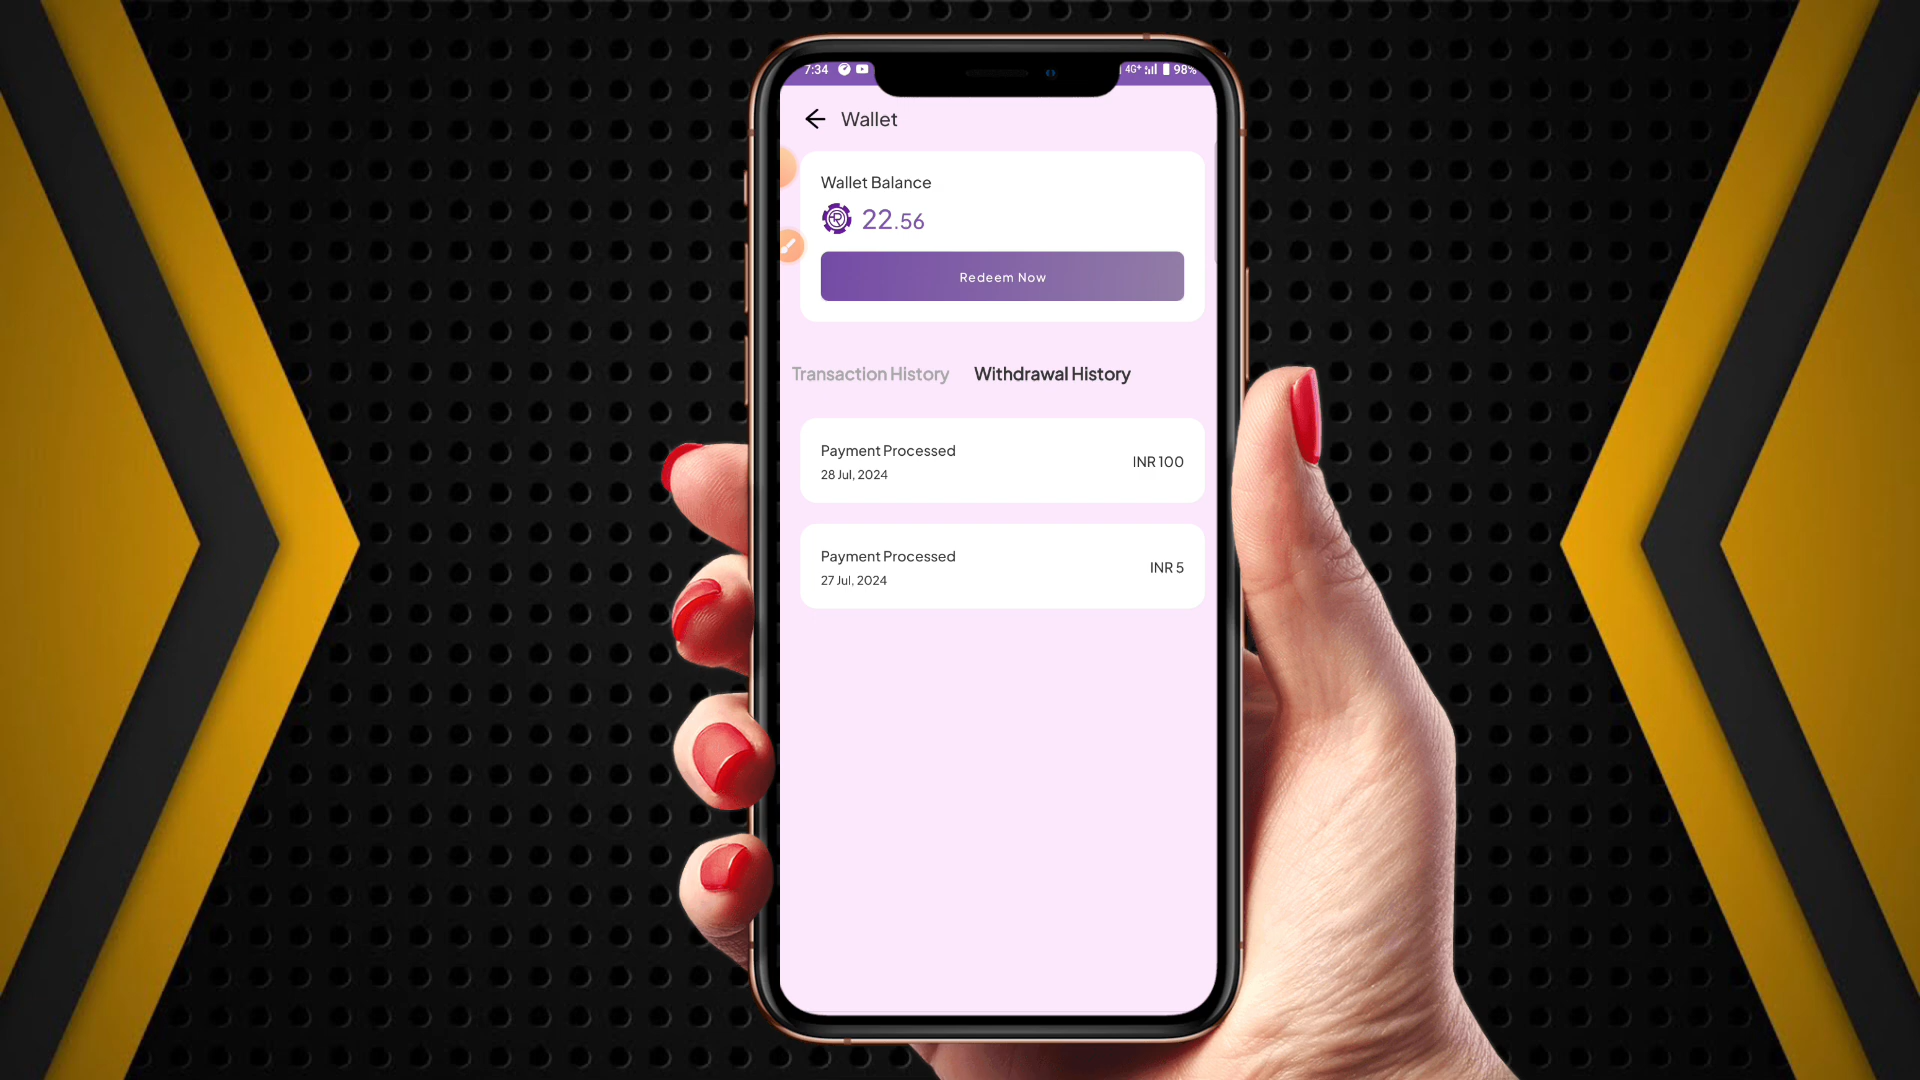 7:34 4G+ 98%
Wallet
Wallet Balance
R 22.56
Redeem Now
Transaction History Withdrawal History
Payment Processed
INR 100
28 Jul, 2024
Payment Processed
INR 5
27 Jul, 2024